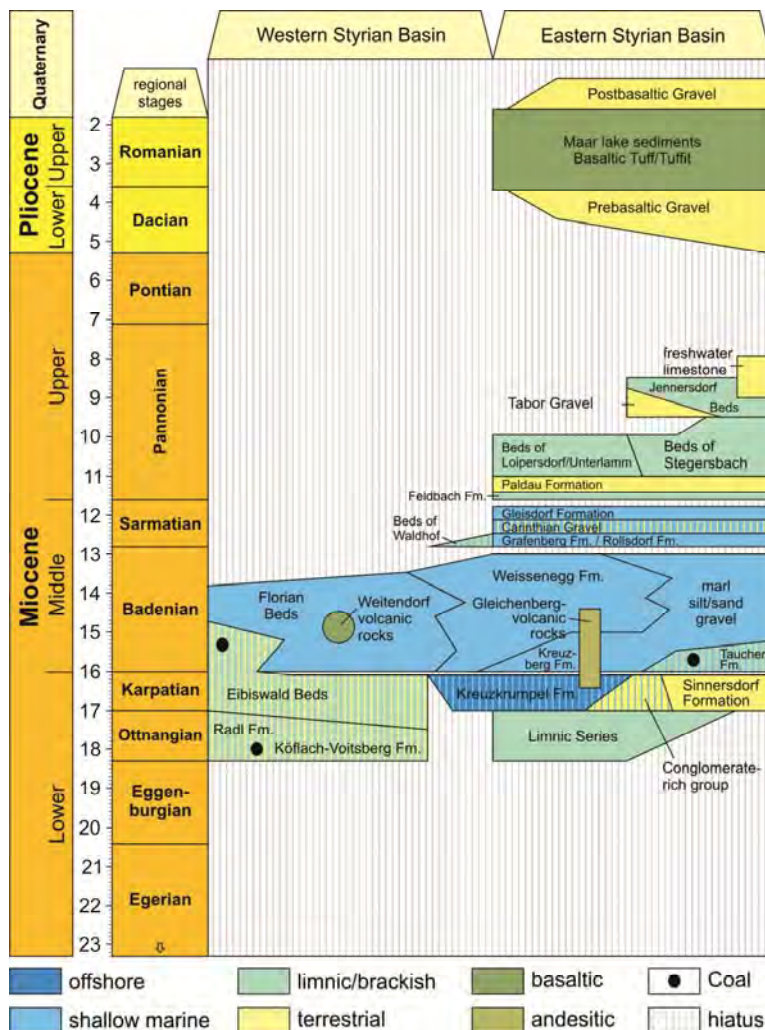 Western Styrian Basin
Eastern Styrian Basin
Quaternary
regional
stages
Pliocene
Upper
Lower
Miocene
Upper
Middle
Lower
2
3
4
5
6
7
8
9
10
11
12
13
14
15
16
17
18
19
20
21
22
23
Romanian
Dacian
Pontian
Pannonian
Sarmatian
Badenian
Karpatian
Ottnangian
Eggen-
burgian
Egerian
Postbasaltic Gravel
Maar lake sediments
Basaltic Tuff/Tuffit
Prebasaltic Gravel
freshwater
limestone
Jennersdorf
Beds
Tabor Gravel
Beds of
Loipersdorf/Unterlamm
Beds of
Stegersbach
Paldau Formation
Feldbach Fm.
Gleisdorf Formation
Carinthian Gravel
Grafenberg Fm. / Rollsdorf Fm.
Beds of
Waldhof
Florian
Beds
Weitendorf
volcanic
rocks
Weissenegg Fm.
Gleichenberg-
volcanic
rocks
Kreuz-
berg Fm.
marl
silt/sand
gravel
Tauchen
Fm.
Eibiswald Beds
Kreuzkrumpel Fm.
Sinnersdorf
Formation
Radl Fm.
Köflach-Voitsberg Fm.
Limnic Series
Conglomerate-
rich group
offshore
limnic/brackish
basaltic
Coal
shallow marine
terrestrial
andesitic
hiatus